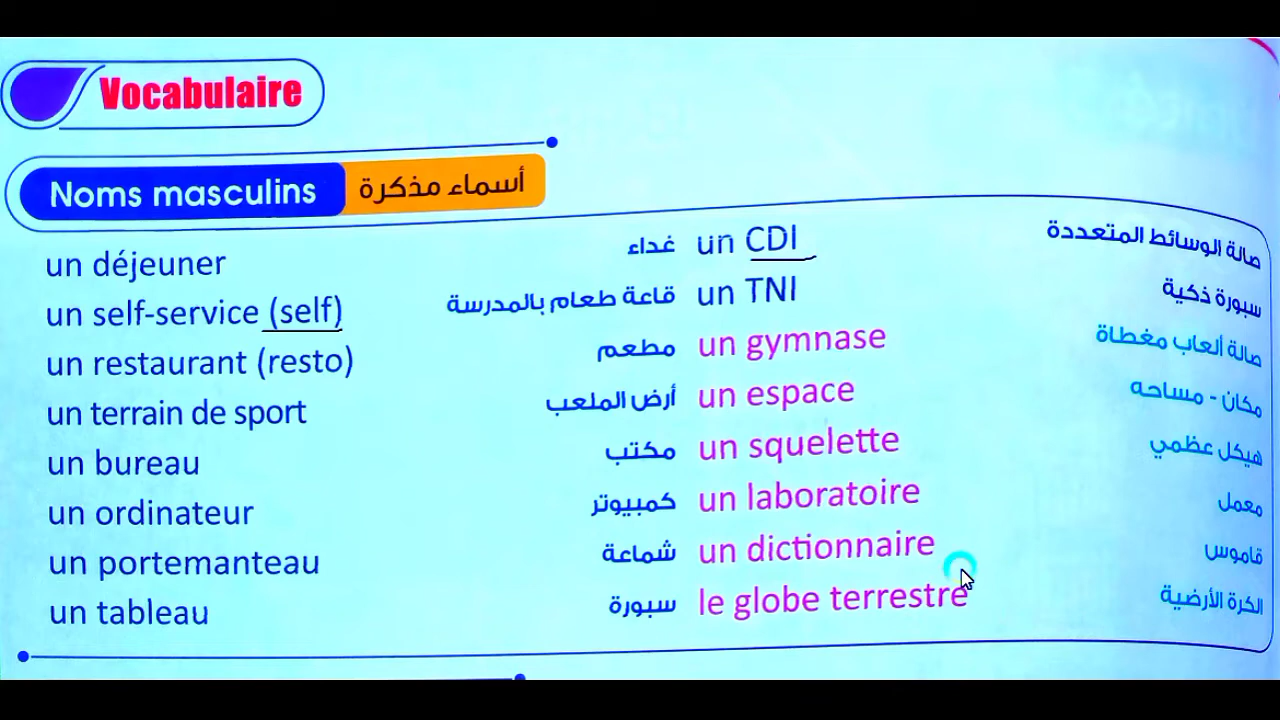 Vocabulaire
Noms masculins أسماء مذكرة
un déjeuner غداء
un self-service (self) قاعة طعام بالمدرسة
un restaurant (resto) مطعم
un terrain de sport أرض الملعب
un bureau مكتب
un ordinateur كمبيوتر
un portemanteau شماعة
un tableau سبورة
un CDI صالة الوسائط المتعددة
un TNI سبورة ذكية
un gymnase صالة ألعاب مغطاة
un espace مكان - مساحه
un squelette هيكل عظمي
un laboratoire معمل
un dictionnaire قاموس
le globe terrestre الكرة الأرضية